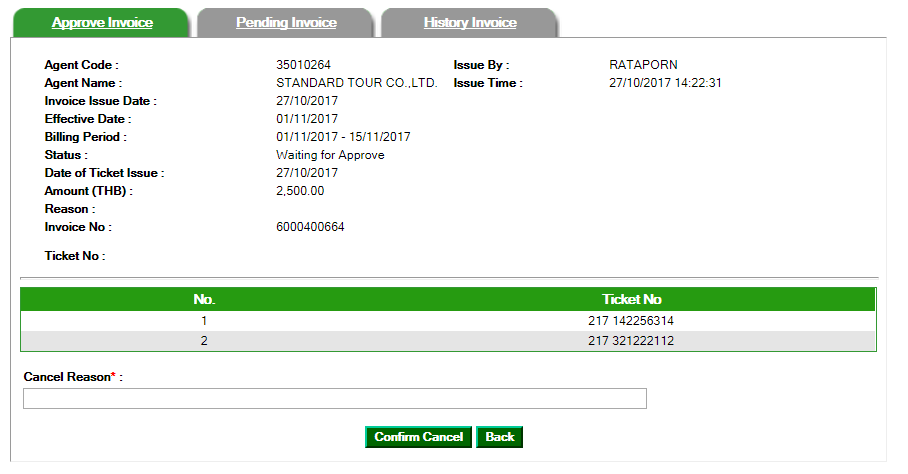 Approve Invoice Pending Invoice History Invoice
Agent Code : 35010264 Issue By : RATAPORN
Agent Name : STANDARD TOUR CO.,LTD. Issue Time : 27/10/2017 14:22:31
Invoice Issue Date : 27/10/2017
Effective Date : 01/11/2017
Billing Period : 01/11/2017 - 15/11/2017
Status : Waiting for Approve
Date of Ticket Issue : 27/10/2017
Amount (THB) : 2,500.00
Reason :
Invoice No : 6000400664
Ticket No :
No. Ticket No
1 217 142256314
2 217 321222112
Cancel Reason* :
Confirm Cancel Back